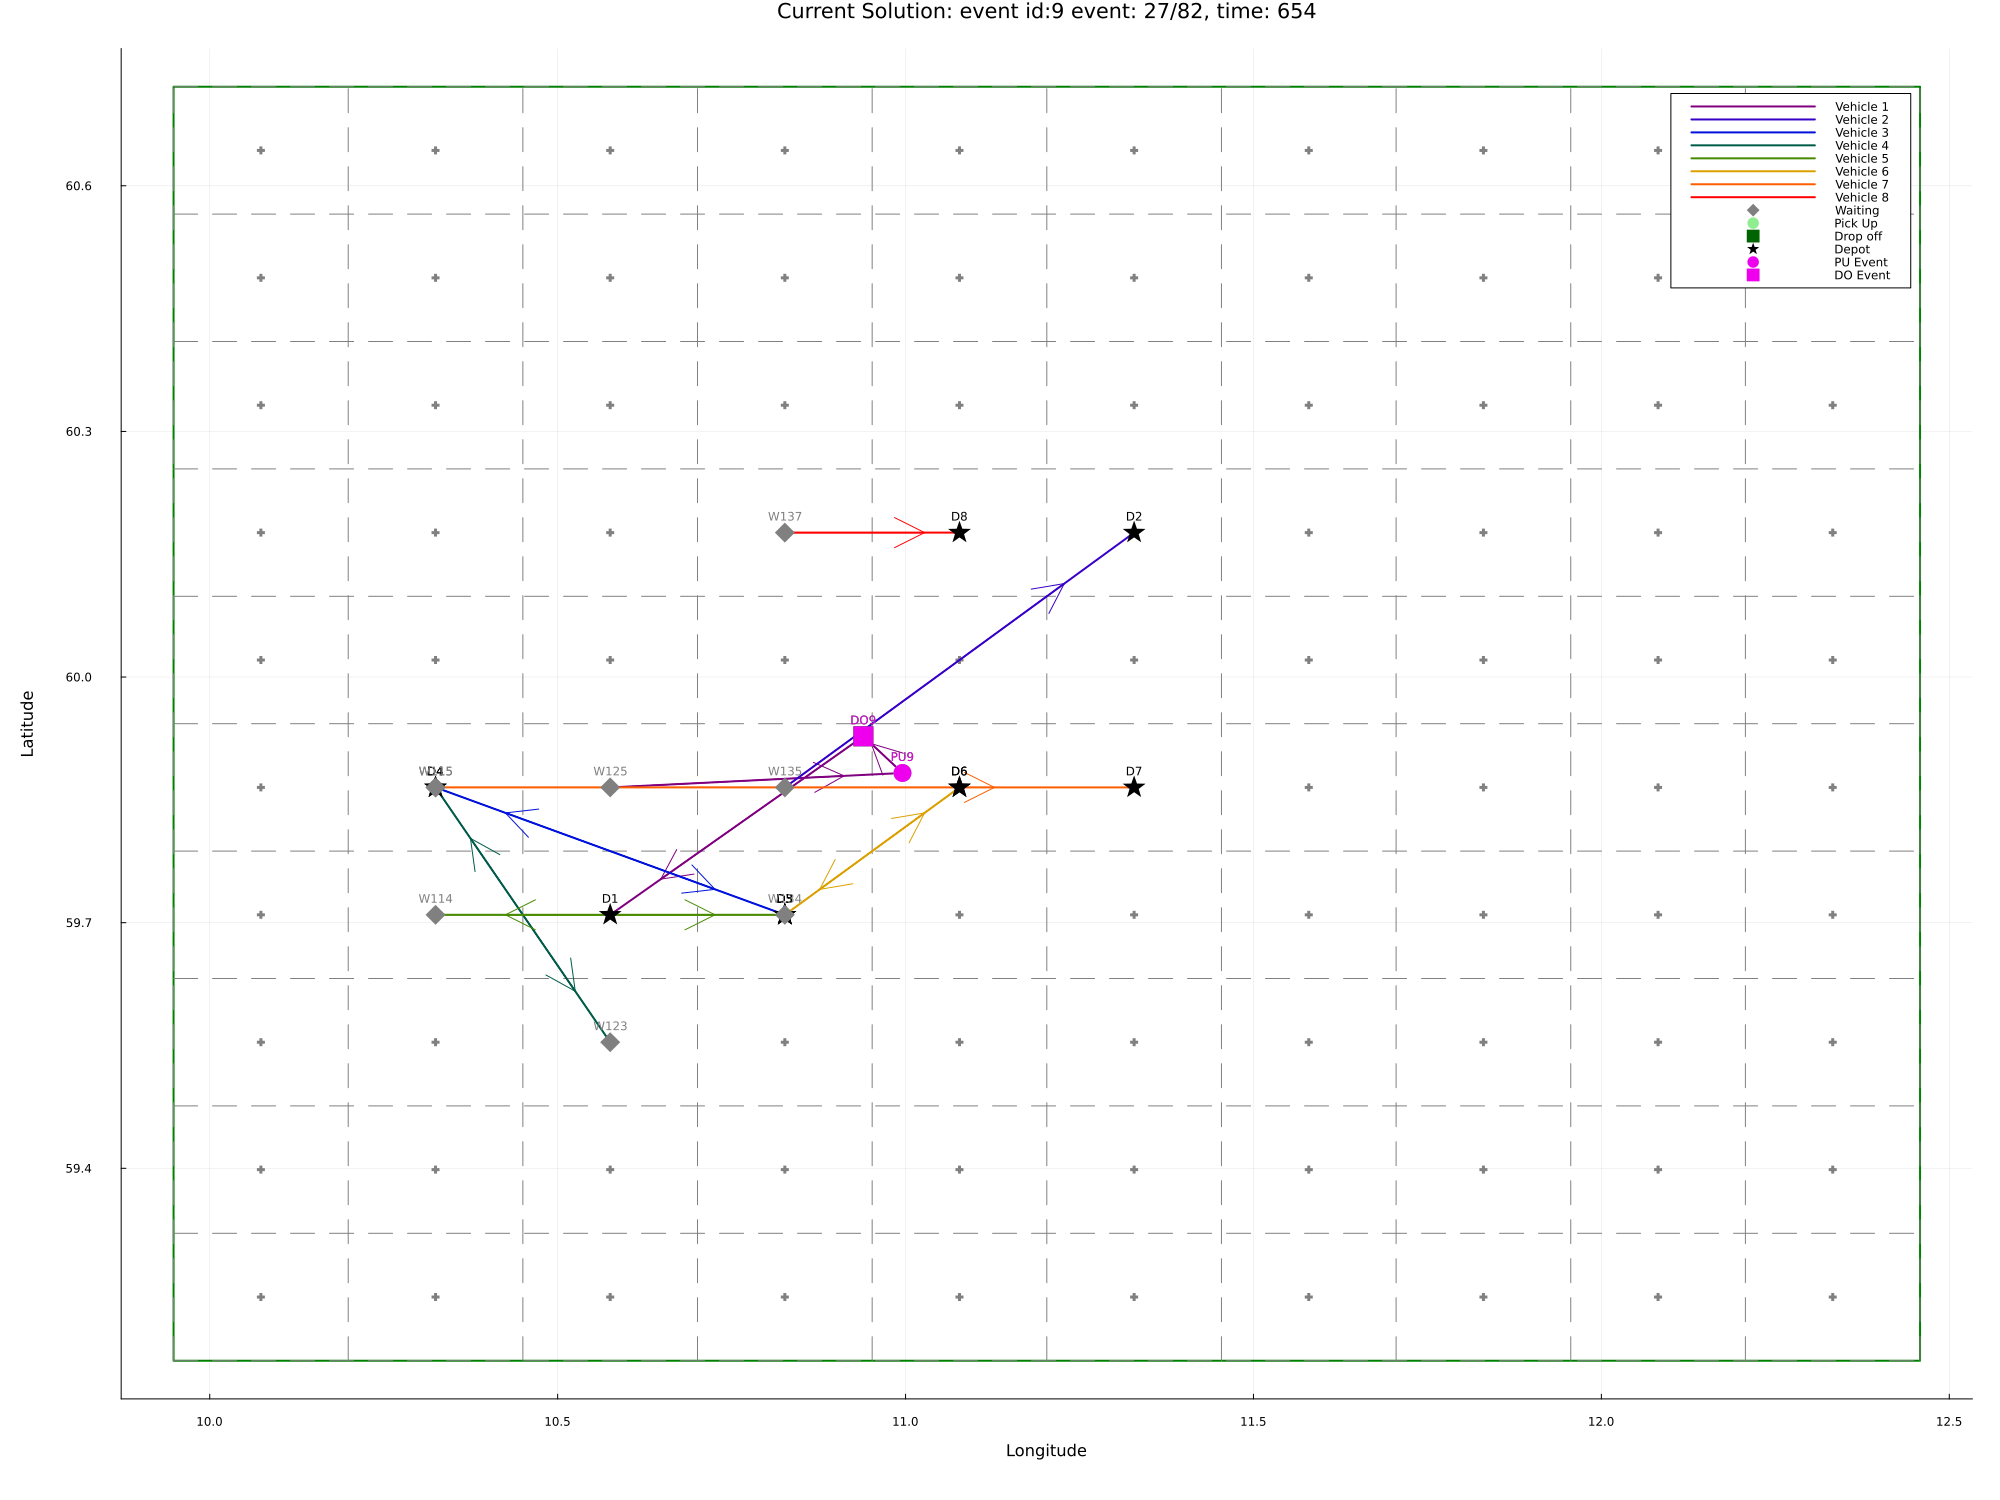 Current Solution: event id:9 event: 27/82, time: 654
Vehicle 1
Vehicle 2
Vehicle 3
Vehicle 4
Vehicle 5
Vehicle 6
Vehicle 7
Vehicle 8
Waiting
Pick Up
Drop off
Depot
PU Event
DO Event
60.6
60.3
60.0
59.7
59.4
Latitude
W137
D8
D2
DO9
PU9
D4
W125
W135
D6
D7
W114
D1
W123
10.0
10.5
11.0
11.5
12.0
12.5
Longitude